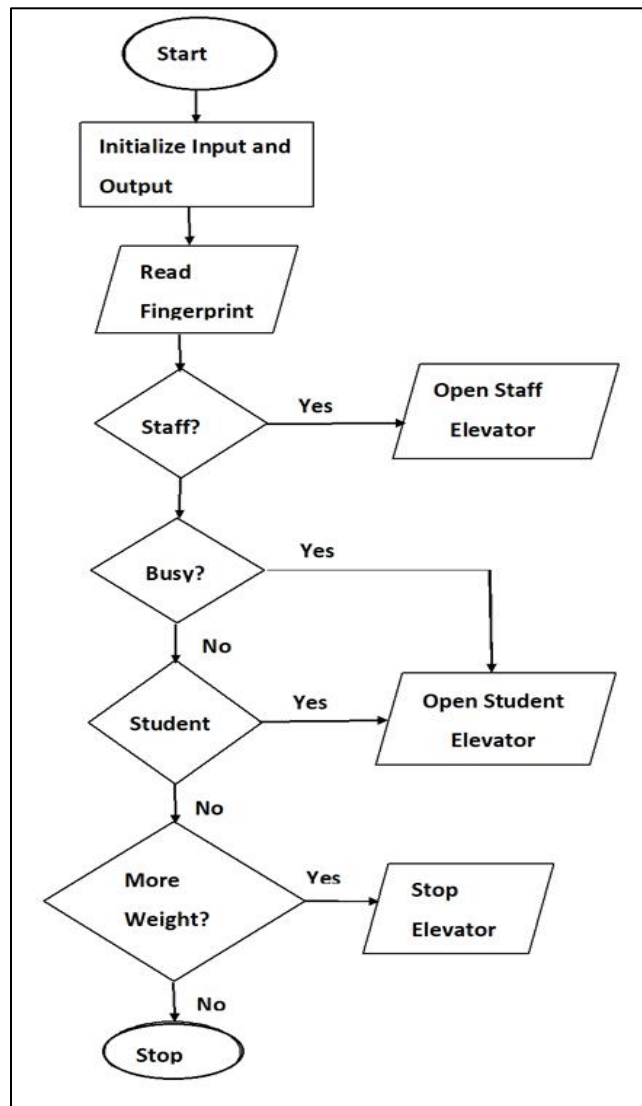 Start
Initialize Input and
Output
Read
Fingerprint
Staff?
Yes
Open Staff
Elevator
Busy?
Yes
No
Student
Yes
Open Student
Elevator
No
More
Weight?
Yes
Stop
Elevator
No
Stop